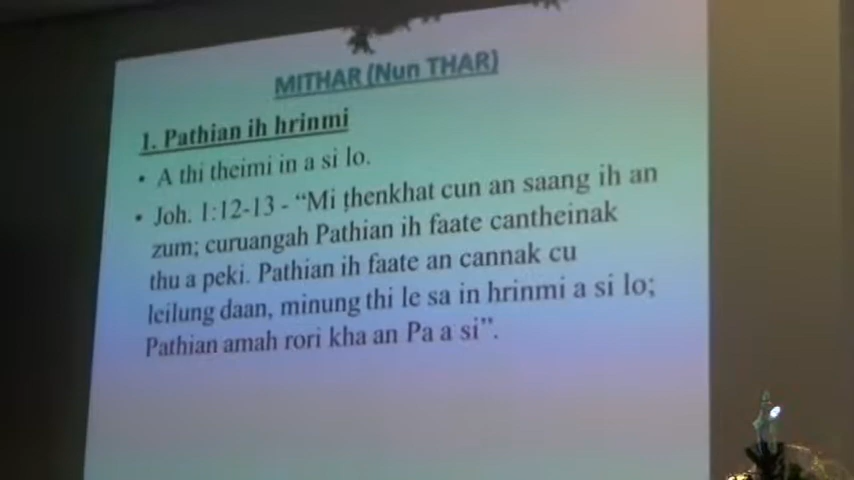 MITHAR (Nun THAR)
1. Pathian ih hrinmi
• A thi theimi in a si lo.
• Joh. 1:12-13 - “Mi ṭhenkhat cun an saang ih an
zum; curuangah Pathian ih faate cantheinak
thu a peki. Pathian ih faate an cannak cu
leilung daan, minung thi le sa in hrinmi a si lo;
Pathian amah rori kha an Pa a si”.